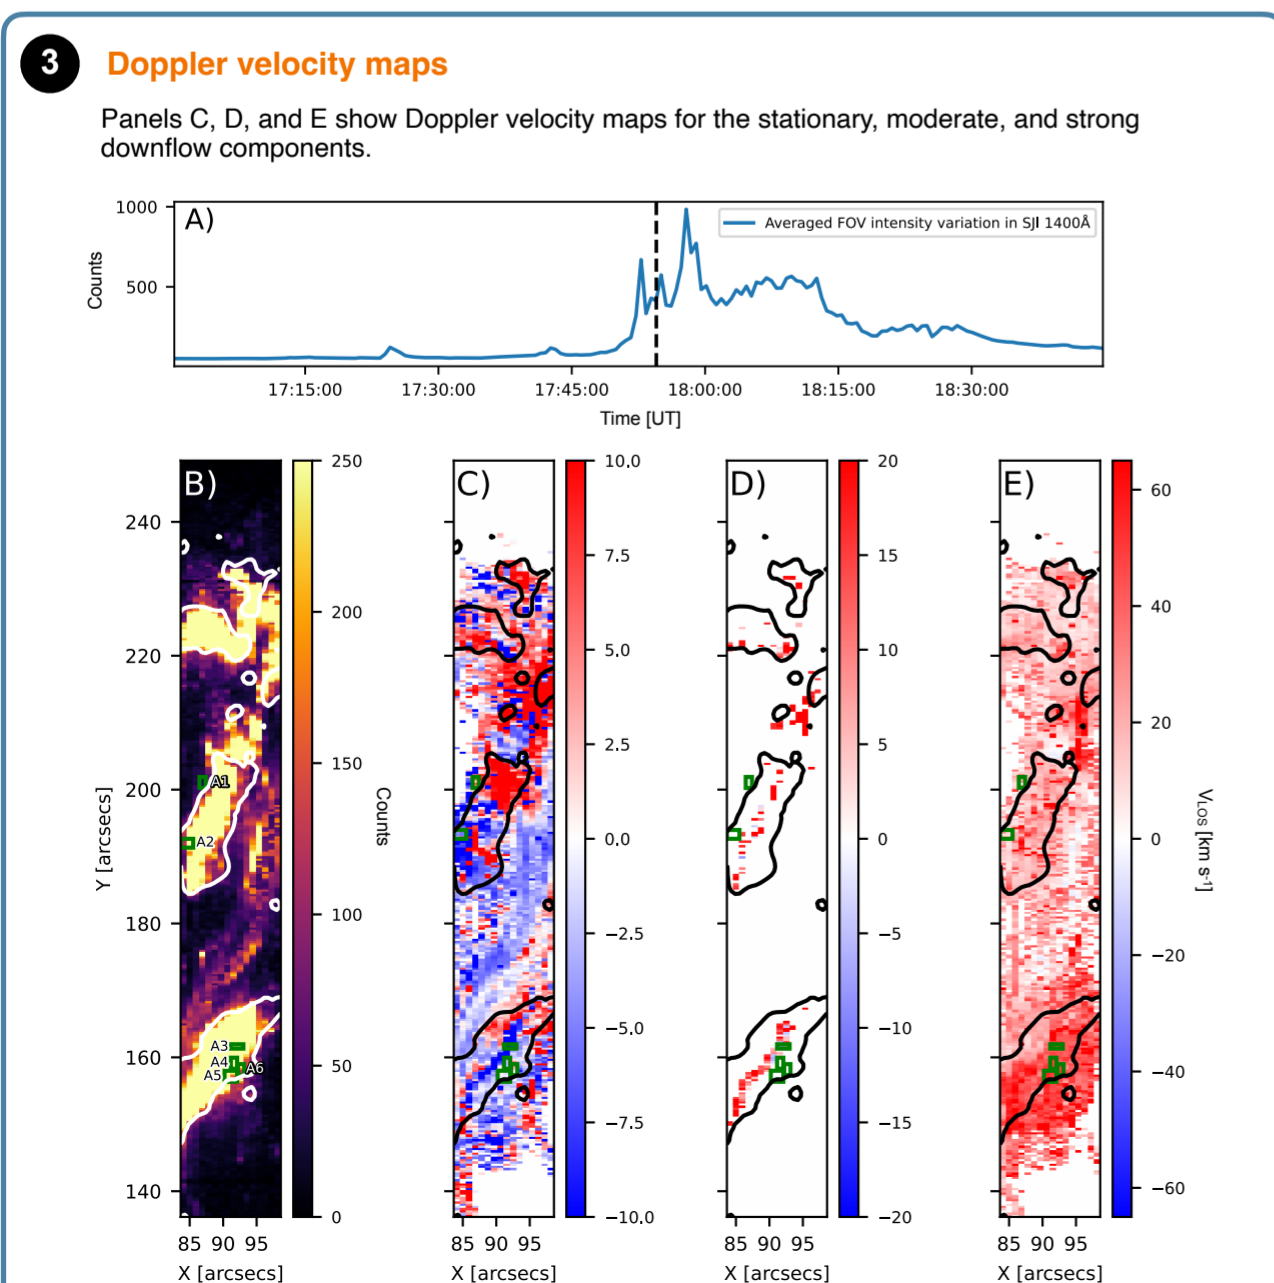 3 Doppler velocity maps
Panels C, D, and E show Doppler velocity maps for the stationary, moderate, and strong
downflow components.
A)
Averaged FOV intensity variation in SJI 1400Å
1000
500
Counts
17:15:00 17:30:00 17:45:00 18:00:00 18:15:00 18:30:00
Time [UT]
B)
240
220
200
180
160
140
Y [arcsecs]
A1
A2
A3
A4
A5
A6
85 90 95
X [arcsecs]
250
200
150
100
50
0
Counts
C)
85 90 95
X [arcsecs]
10.0
7.5
5.0
2.5
0.0
−2.5
−5.0
−7.5
−10.0
D)
85 90 95
X [arcsecs]
20
15
10
5
0
−5
−10
−15
−20
E)
85 90 95
X [arcsecs]
60
40
20
0
−20
−40
−60
VLOS [km s-1]